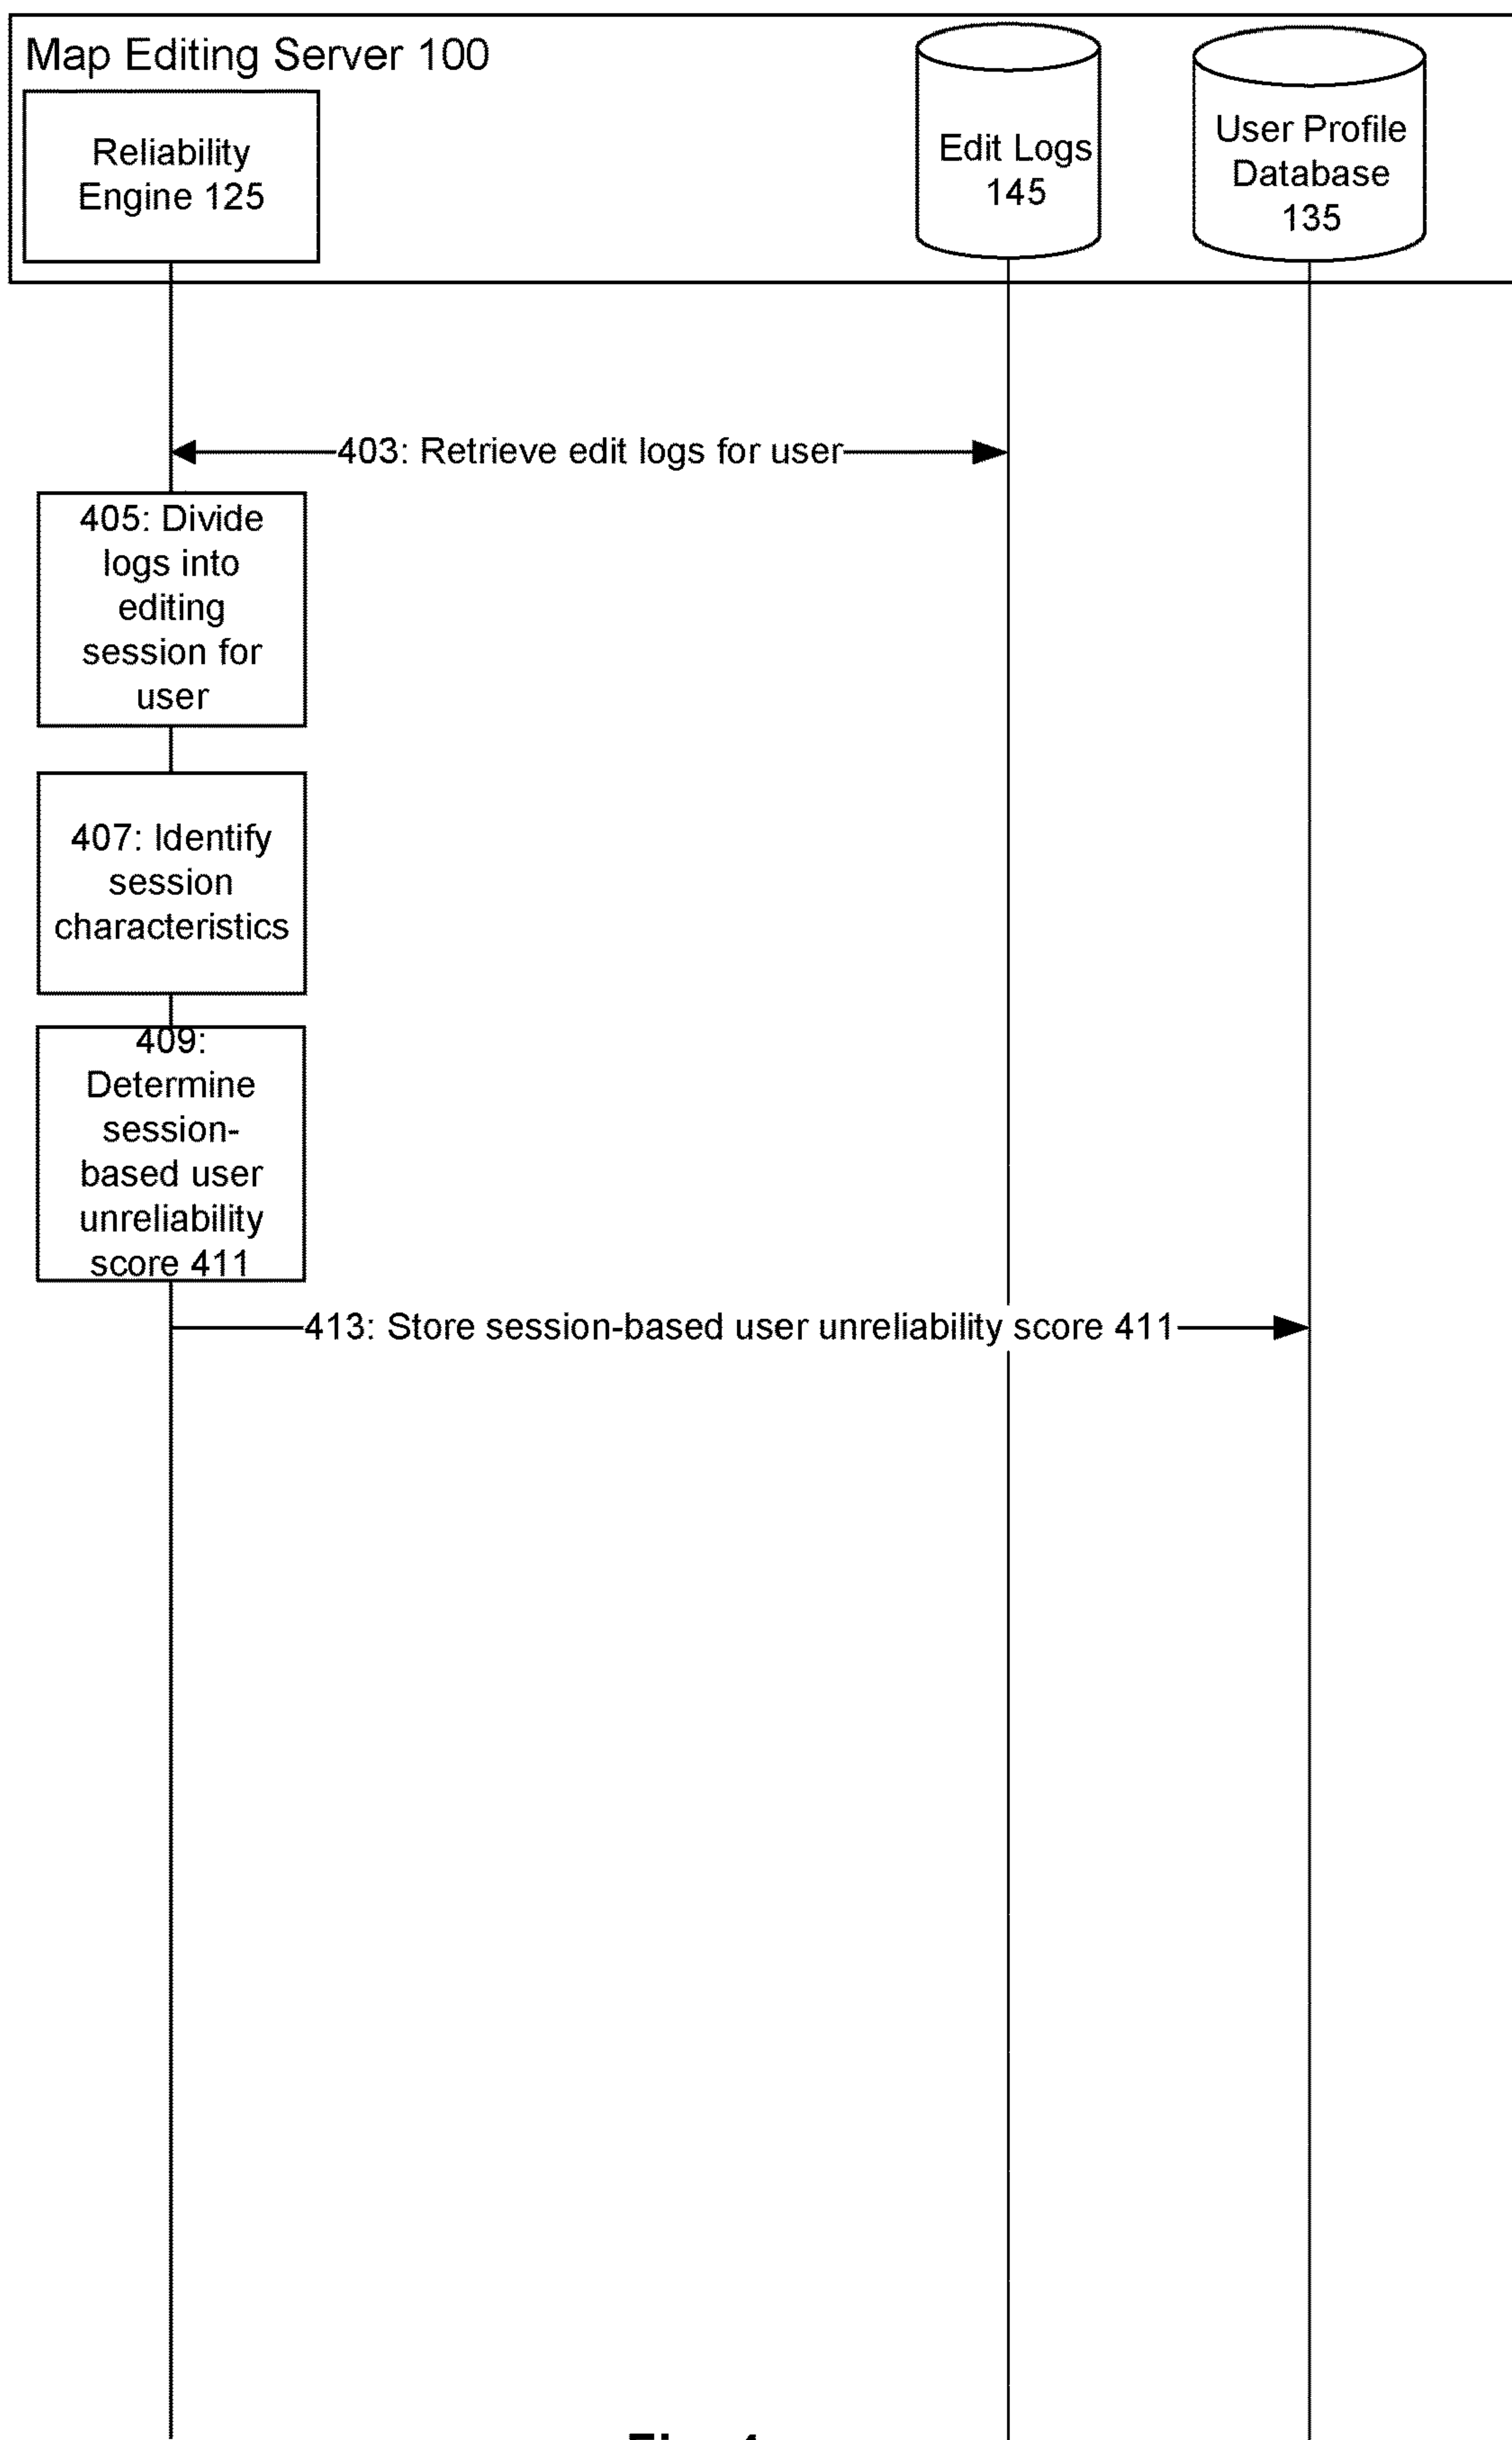 Map Editing Server 100
Reliability
Engine 125
Edit Logs
145
User Profile
Database
135
403: Retrieve edit logs for user
405: Divide
logs into
editing
session for
user
407: Identify
session
characteristics
409:
Determine
session-
based user
unreliability
score 411
413: Store session-based user unreliability score 411